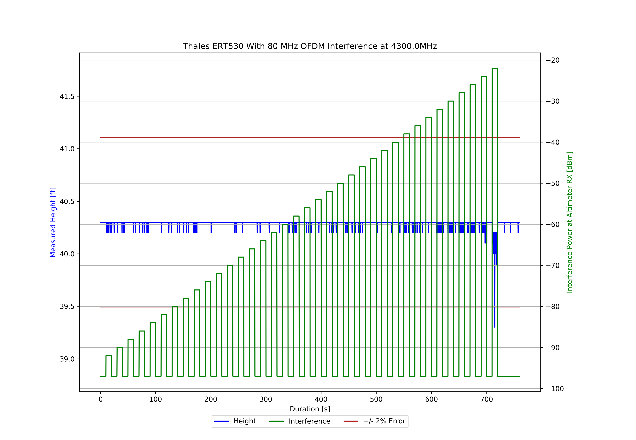 Thales ERT530 With 80 MHz OFDM Interference at 4300.0MHz
41.5
41.0
40.5
40.0
39.5
39.0
Measured Height [ft]
−20
−30
−40
−50
−60
−70
−80
−90
−100
Interference Power at Altimeter RX [dBm]
0 100 200 300 400 500 600 700
Duration [s]
Height Interference +/- 2% Error